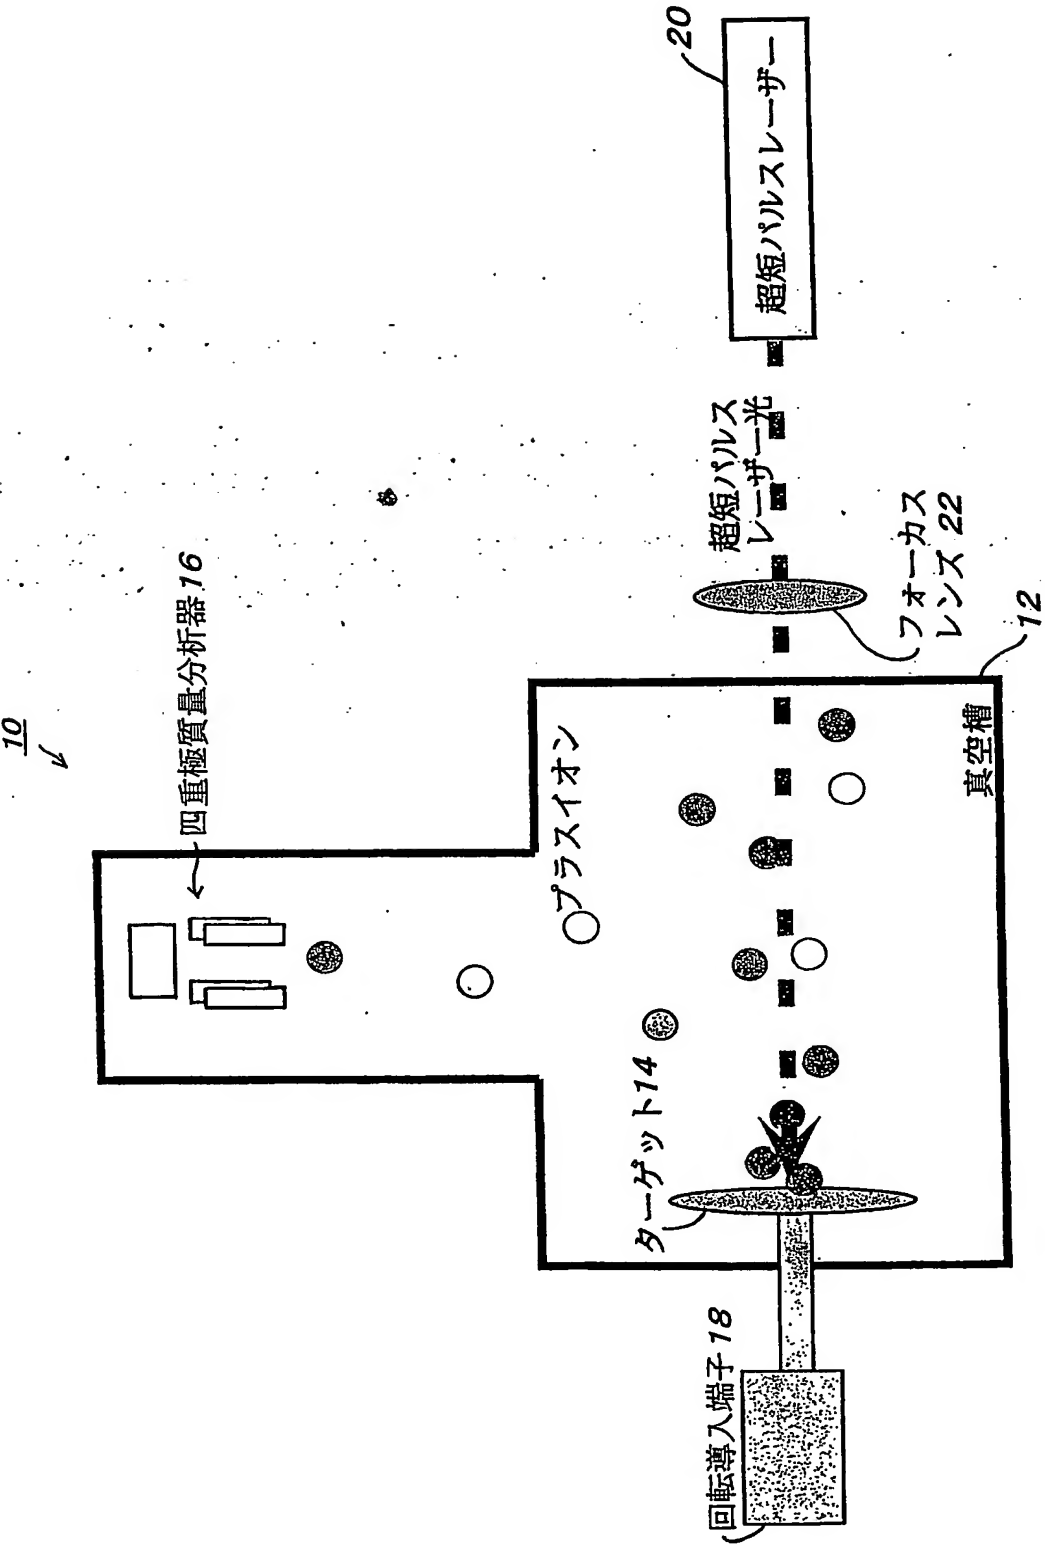 10
四重極質量分析器 16
プラスイオン
ターゲット14
回転導入端子 18
超短パルス
レーザー光
20
超短パルスレーザー
フォーカス
レンズ 22
12
真空槽